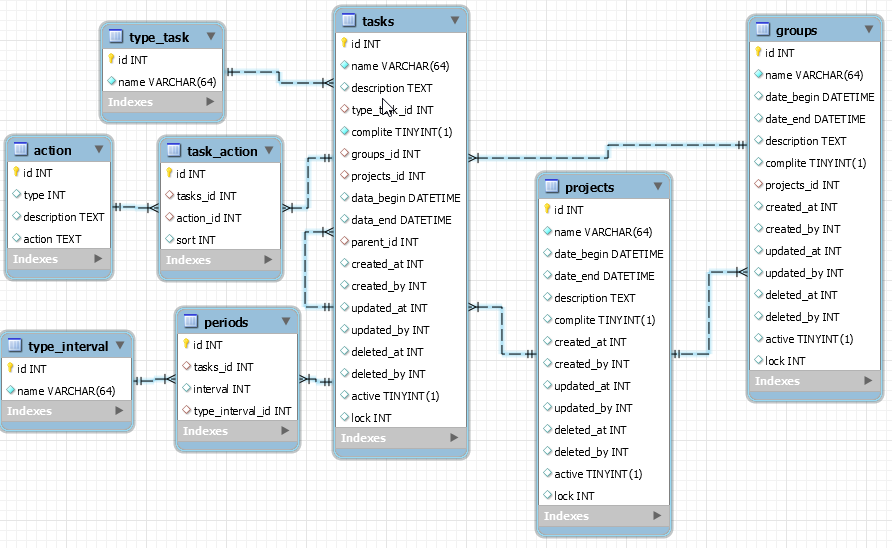 type_task
id INT
name VARCHAR(64)
Indexes
action
id INT
type INT
description TEXT
action TEXT
Indexes
task_action
id INT
tasks_id INT
action_id INT
sort INT
Indexes
type_interval
id INT
name VARCHAR(64)
Indexes
periods
id INT
tasks_id INT
interval INT
type_interval_id INT
Indexes
tasks
id INT
name VARCHAR(64)
description TEXT
type_task_id INT
complite TINYINT(1)
groups_id INT
projects_id INT
data_begin DATETIME
data_end DATETIME
parent_id INT
created_at INT
created_by INT
updated_at INT
updated_by INT
deleted_at INT
deleted_by INT
active TINYINT(1)
lock INT
Indexes
projects
id INT
name VARCHAR(64)
date_begin DATETIME
date_end DATETIME
description TEXT
complite TINYINT(1)
created_at INT
created_by INT
updated_at INT
updated_by INT
deleted_at INT
deleted_by INT
active TINYINT(1)
lock INT
Indexes
groups
id INT
name VARCHAR(64)
date_begin DATETIME
date_end DATETIME
description TEXT
complite TINYINT(1)
projects_id INT
created_at INT
created_by INT
updated_at INT
updated_by INT
deleted_at INT
deleted_by INT
active TINYINT(1)
lock INT
Indexes